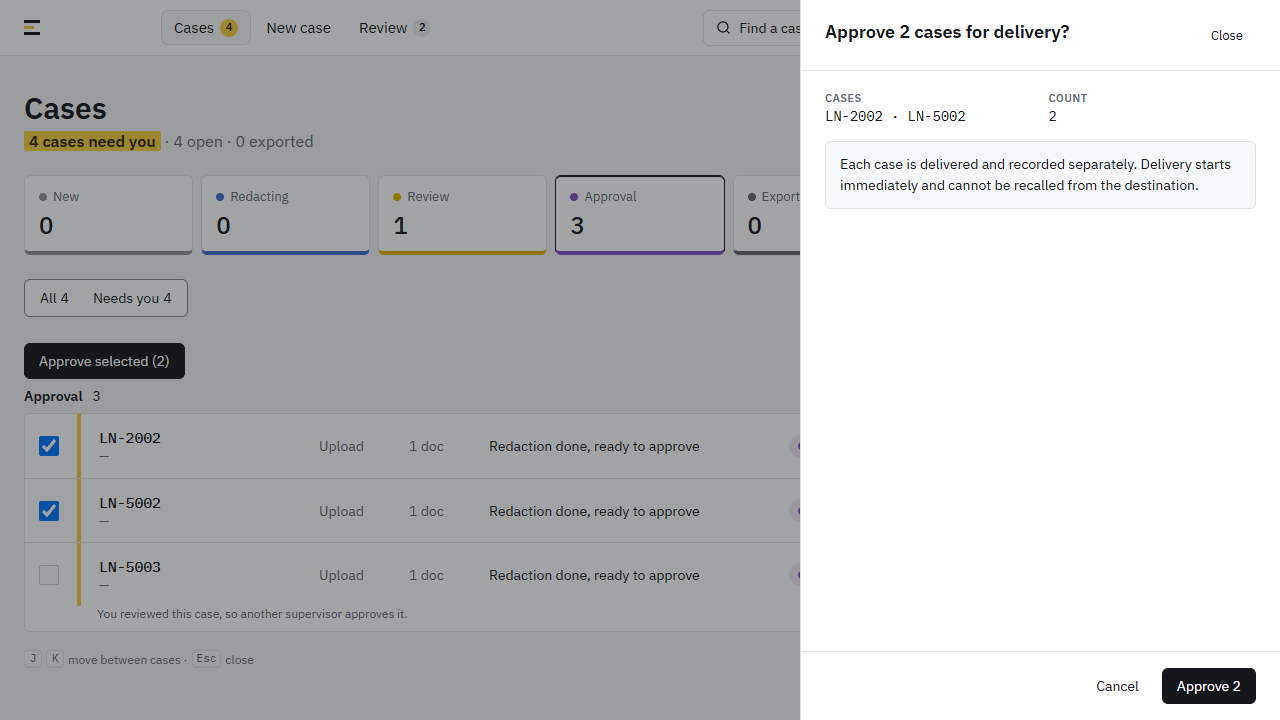 Cases 4 New case Review 2 Find a cas
Cases
4 cases need you · 4 open · 0 exported
New Redacting Review Approval Export
0 0 1 3 0
All 4 Needs you 4
Approve selected (2)
Approval 3
LN-2002 Upload 1 doc Redaction done, ready to approve
—
LN-5002 Upload 1 doc Redaction done, ready to approve
—
LN-5003 Upload 1 doc Redaction done, ready to approve
—
You reviewed this case, so another supervisor approves it.
J K move between cases · Esc close
Approve 2 cases for delivery? Close
CASES COUNT
LN-2002 · LN-5002 2
Each case is delivered and recorded separately. Delivery starts
immediately and cannot be recalled from the destination.
Cancel Approve 2